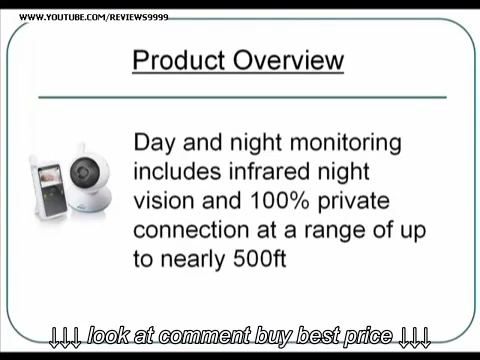 WWW.YOUTUBE.COM/REVIEWS9999
Product Overview
Day and night monitoring
includes infrared night
vision and 100% private
connection at a range of up
to nearly 500ft
↓↓↓ look at comment buy best price ↓↓↓